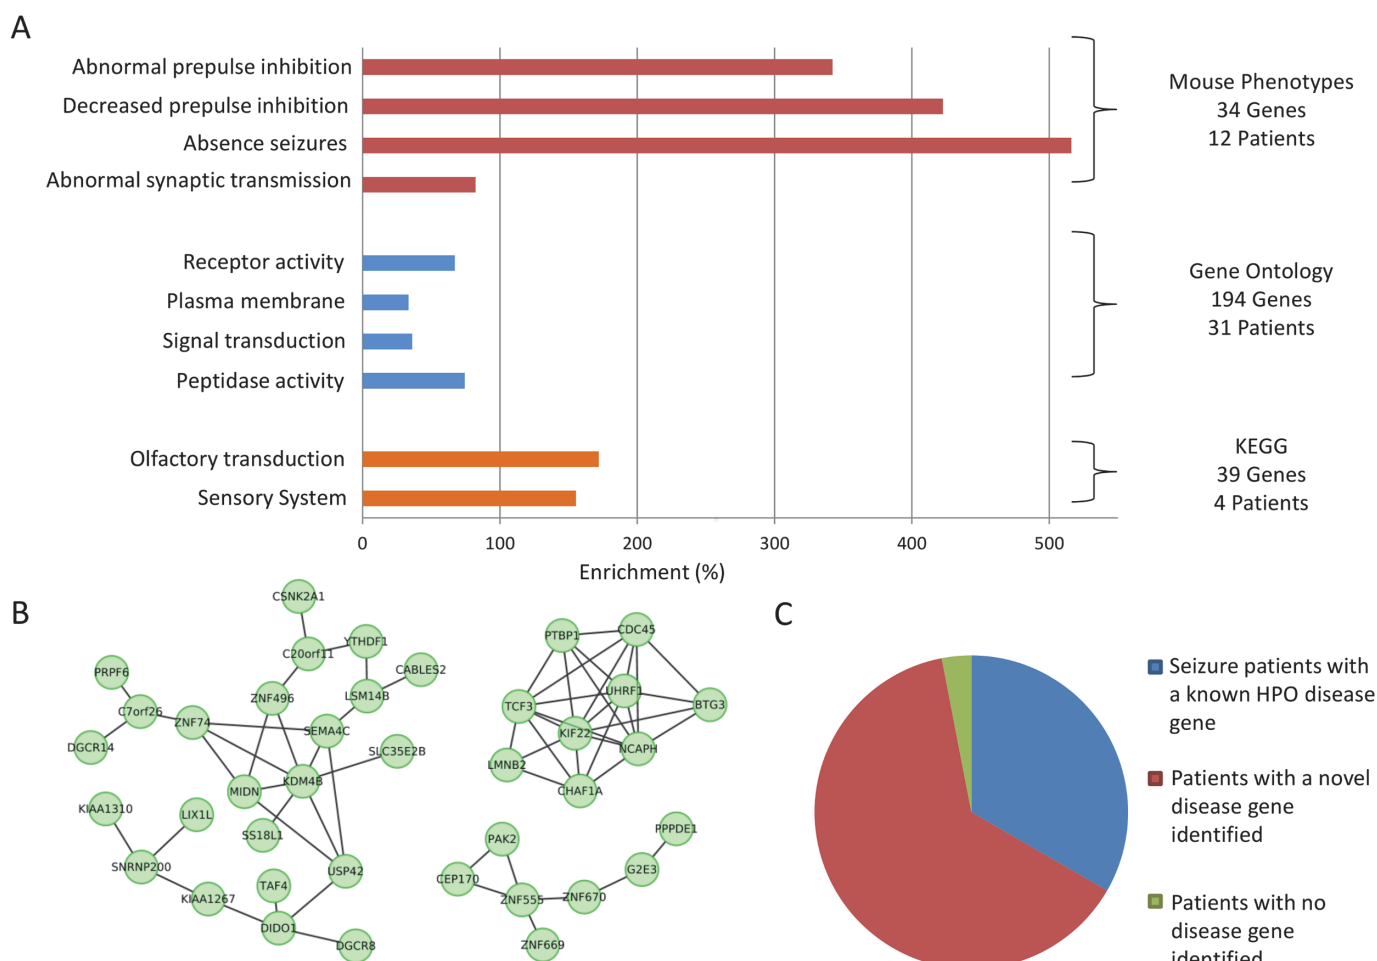 A
Abnormal prepulse inhibition
Decreased prepulse inhibition
Absence seizures
Abnormal synaptic transmission
Receptor activity
Plasma membrane
Signal transduction
Peptidase activity
Olfactory transduction
Sensory System
0 100 200 300 400 500
Enrichment (%)
Mouse Phenotypes
34 Genes
12 Patients
Gene Ontology
194 Genes
31 Patients
KEGG
39 Genes
4 Patients
B
CSNK2A1
C20orf11
YTHDF1
CABLES2
LSM14B
PRPF6
ZNF496
C7orf26
ZNF74
SEMA4C
DGCR14
SLC35E2B
KDM4B
MIDN
KIAA1310
LIX1L
SS18L1
SNRNP200
USP42
TAF4
KIAA1267
DIDO1
DGCR8
PTBP1
CDC45
UHRF1
TCF3
BTG3
KIF22
NCAPH
LMNB2
CHAF1A
PPPDE1
PAK2
G2E3
CEP170
ZNF555
ZNF670
ZNF669
C
Seizure patients with
a known HPO disease
gene
Patients with a novel
disease gene
identified
Patients with no
disease gene
identified